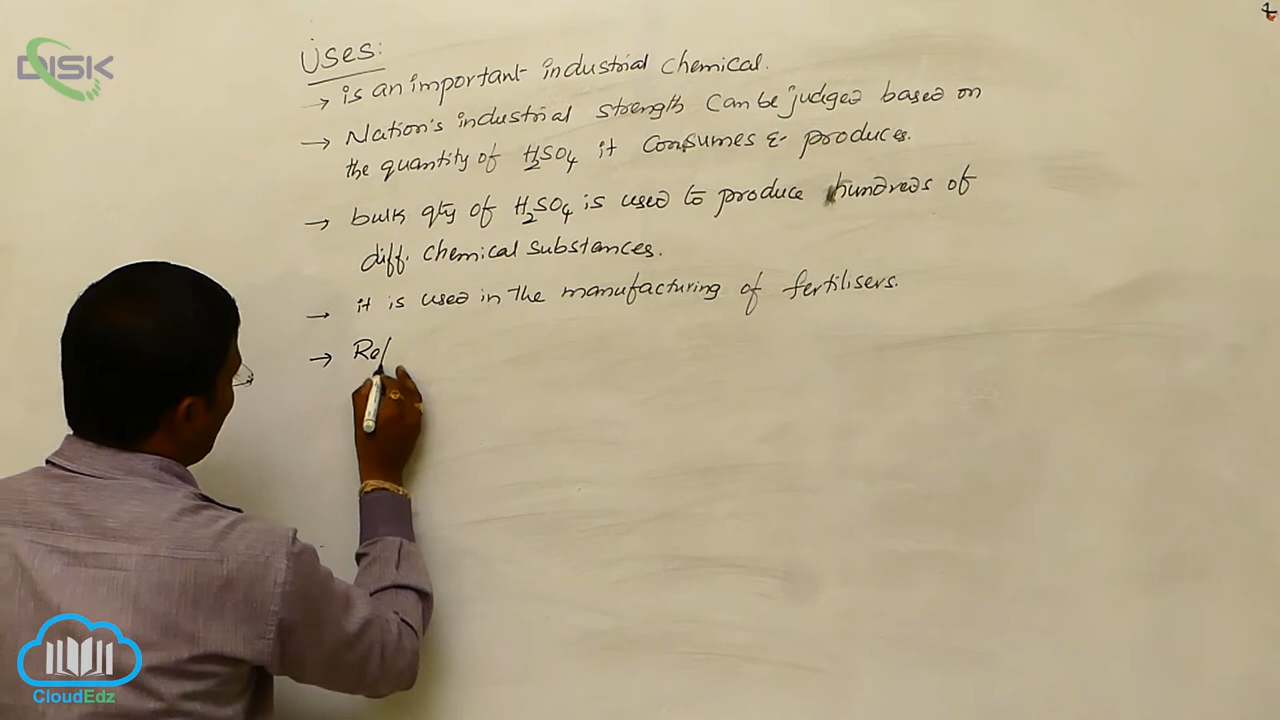 DISK
Uses:
→ is an important industrial chemical.
→ Nation's industrial strength can be judged based on
the quantity of H2SO4 it consumes & produces.
→ bulk qty of H2SO4 is used to produce hundreds of
diff. chemical substances.
→ it is used in the manufacturing of fertilisers.
→ Ref
CloudEdz